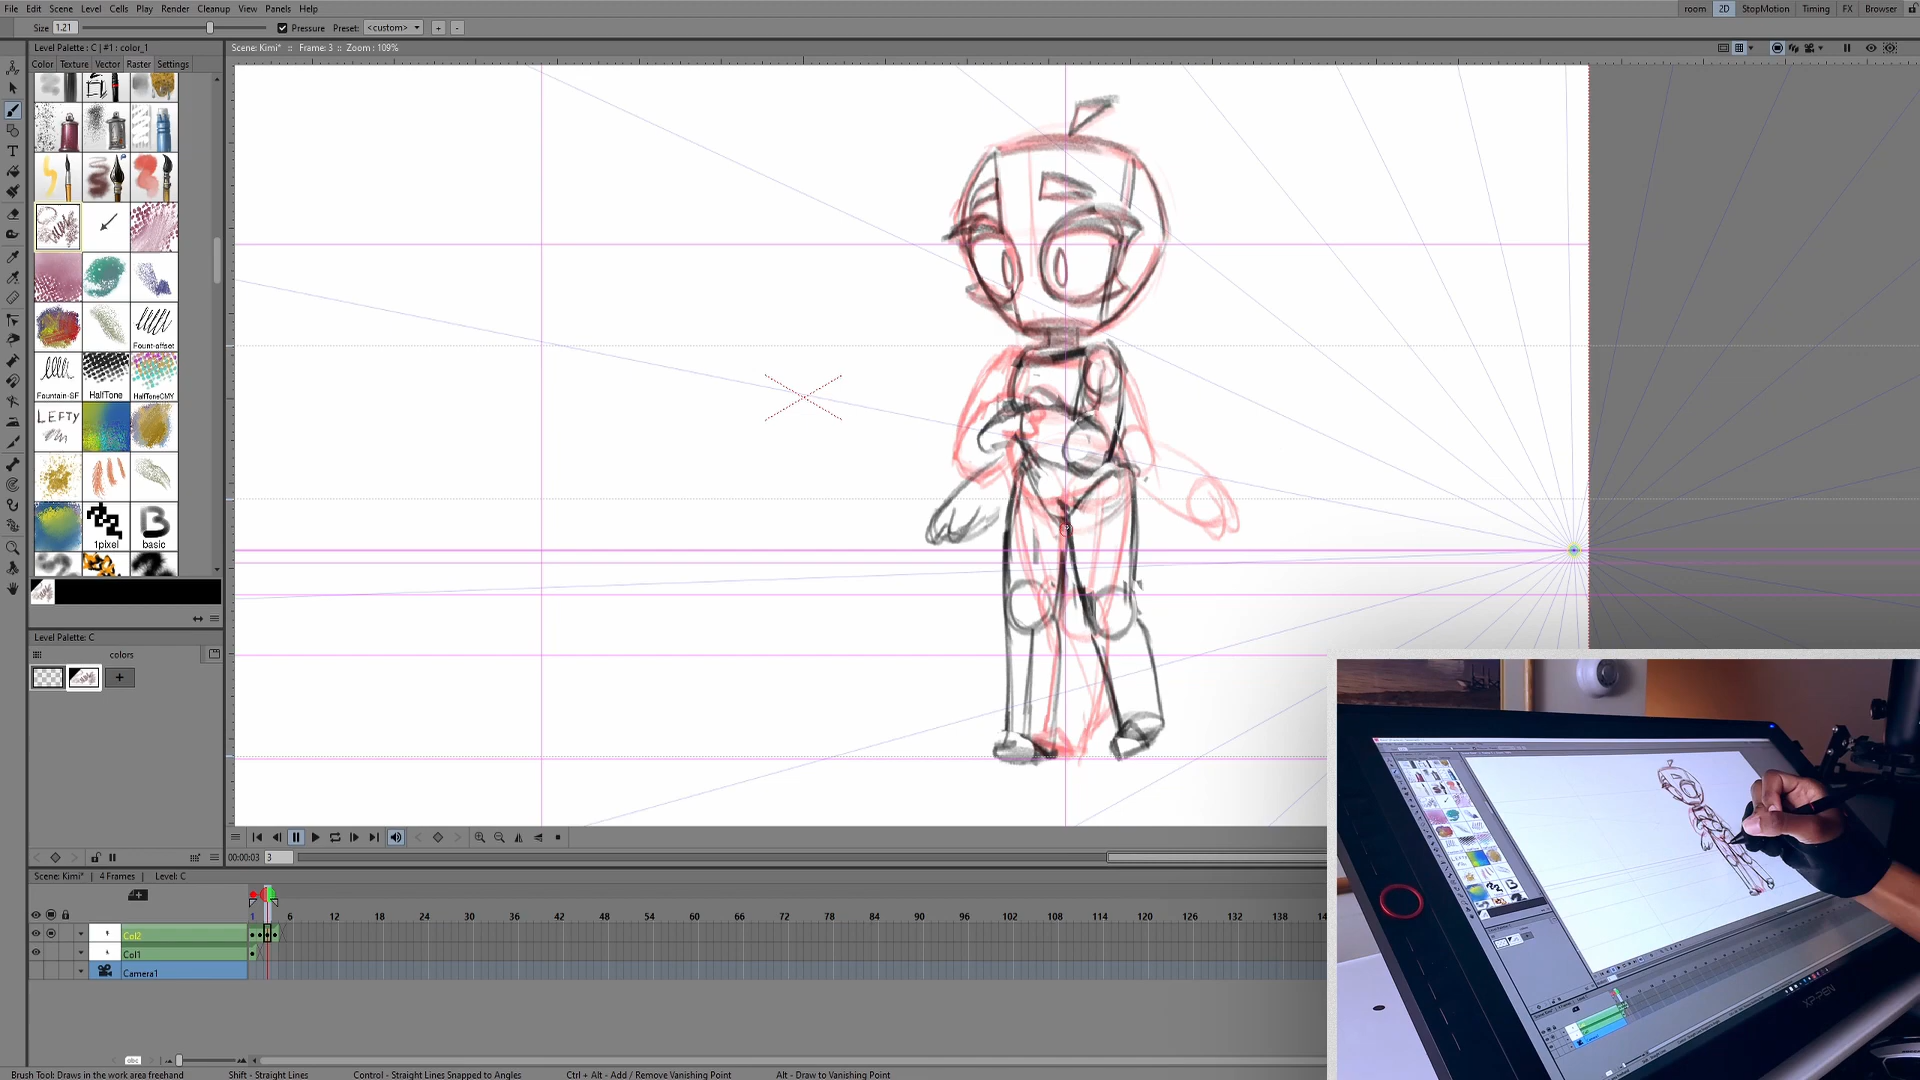 File Edit Scene Level Cells Play Render Cleanup View Panels Help
room 2D StopMotion Timing FX Browser
Size 1.21 Pressure Preset: <custom> + -
Level Palette : C | #1 : color_1
Scene: Kimi* :: Frame: 3 :: Zoom : 109%
Color Texture Vector Raster Settings
Fount-offset
Fountain-SF HalfTone HalfToneCMY
LEFTY
B
1pixel basic
Level Palette: C
colors
+
00:00:03 3
Scene: Kimi* | 4 Frames | Level: C
1 6 12 18 24 30 36 42 48 54 60 66 72 78 84 90 96 102 108 114 120 126 132 138
Col2
Col1
Camera1
abc
XP-PEN
Brush Tool: Draws in the work area freehand Shift - Straight Lines Control - Straight Lines Snapped to Angles Ctrl + Alt - Add / Remove Vanishing Point Alt - Draw to Vanishing Point